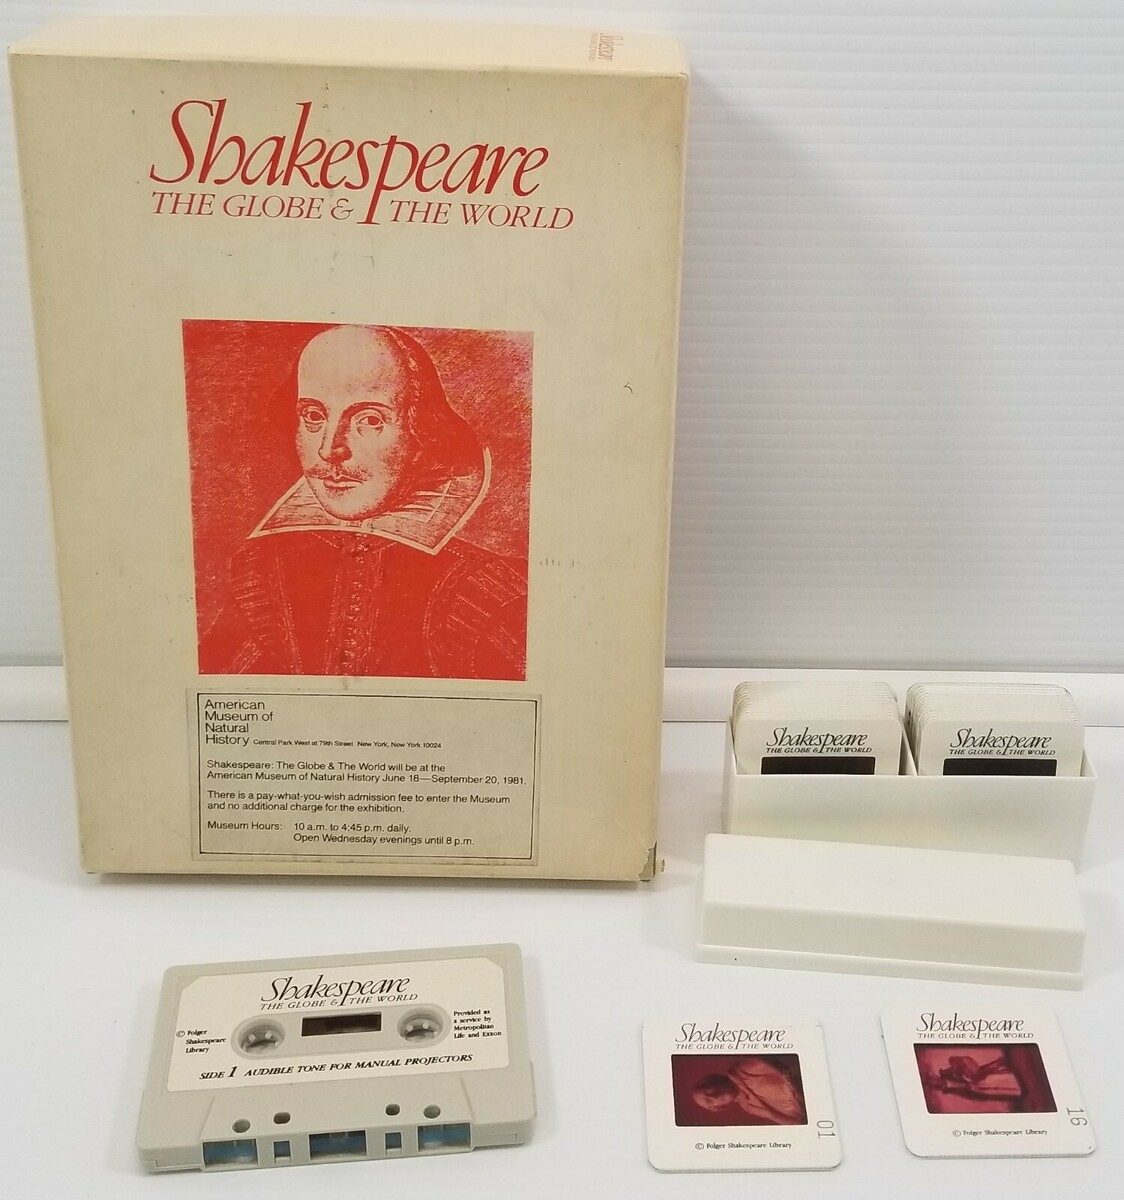 Shakespeare
THE GLOBE & THE WORLD
Shakespeare
American
Museum of
Natural
History Central Park West at 79th Street New York, New York 10024
Shakespeare: The Globe & The World will be at the
American Museum of Natural History June 18—September 20, 1981.
There is a pay-what-you-wish admission fee to enter the Museum
and no additional charge for the exhibition.
Museum Hours: 10 a.m. to 4:45 p.m. daily.
Open Wednesday evenings until 8 p.m.
Shakespeare
THE GLOBE & THE WORLD
Shakespeare
THE GLOBE & THE WORLD
Shakespeare
THE GLOBE & THE WORLD
© Folger
Shakespeare
Library
Provided as
a service by
Metropolitan
Life and Exxon
SIDE 1 AUDIBLE TONE FOR MANUAL PROJECTORS
Shakespeare
THE GLOBE & THE WORLD
01
© Folger Shakespeare Library
Shakespeare
THE GLOBE & THE WORLD
16
© Folger Shakespeare Library